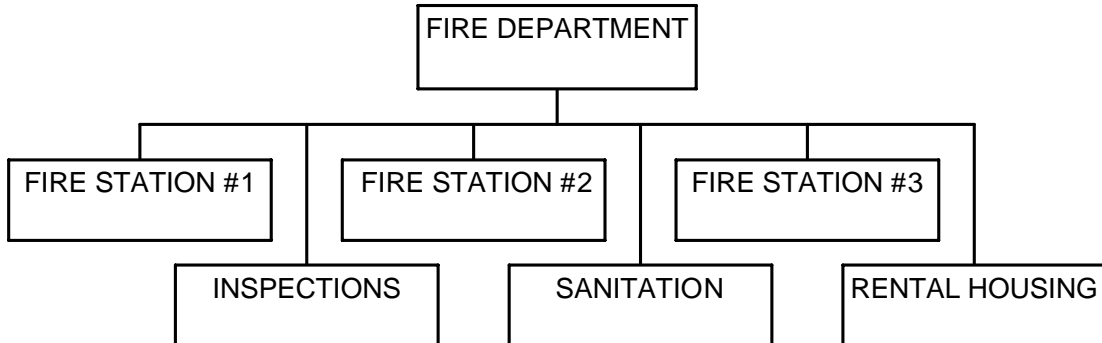 FIRE DEPARTMENT
FIRE STATION #1
FIRE STATION #2
FIRE STATION #3
INSPECTIONS
SANITATION
RENTAL HOUSING